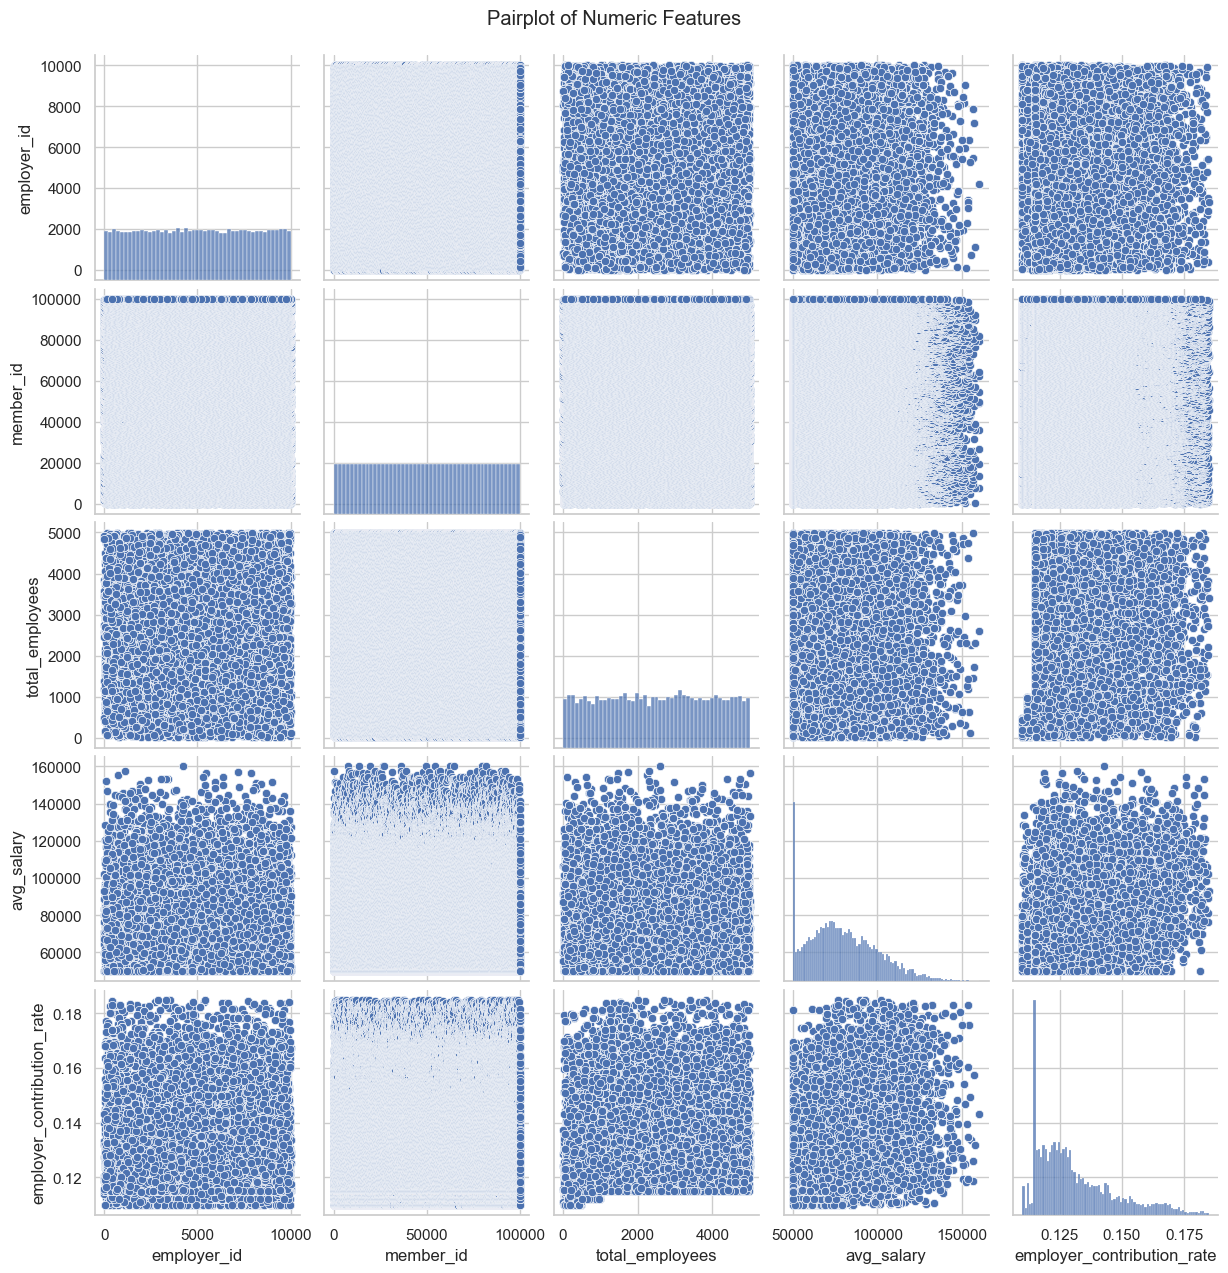 Pairplot of Numeric Features
employer_id
10000
8000
6000
4000
2000
0
member_id
100000
80000
60000
40000
20000
0
total_employees
5000
4000
3000
2000
1000
0
avg_salary
160000
140000
120000
100000
80000
60000
employer_contribution_rate
0.18
0.16
0.14
0.12
0 5000 10000
employer_id
0 50000 100000
member_id
0 2000 4000
total_employees
50000 100000 150000
avg_salary
0.125 0.150 0.175
employer_contribution_rate